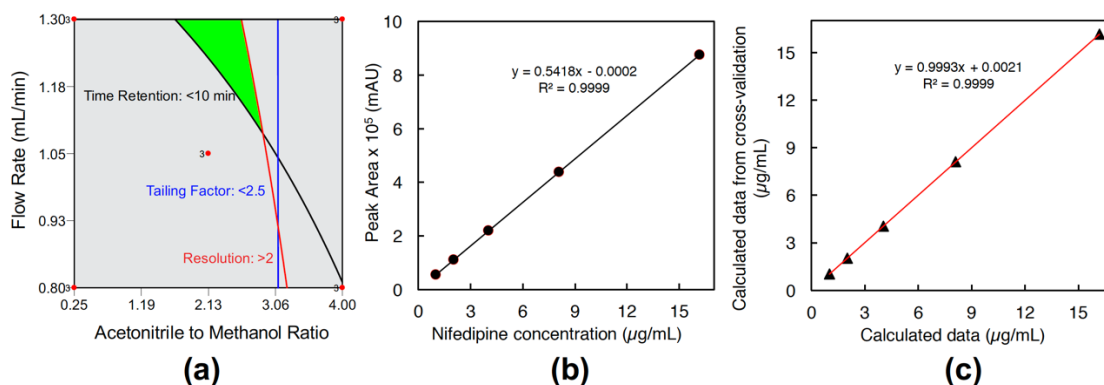 1.30
1.18
1.05
0.93
0.80
Flow Rate (mL/min)
3
3
3
3
3
Time Retention: <10 min
Tailing Factor: <2.5
Resolution: >2
0.25
1.19
2.13
3.06
4.00
Acetonitrile to Methanol Ratio
(a)
10
8
6
4
2
0
Peak Area x 10⁵ (mAU)
y = 0.5418x - 0.0002
R² = 0.9999
0
3
6
9
12
15
Nifedipine concentration (µg/mL)
(b)
15
12
9
6
3
0
Calculated data from cross-validation
(µg/mL)
y = 0.9993x + 0.0021
R² = 0.9999
0
3
6
9
12
15
Calculated data (µg/mL)
(c)